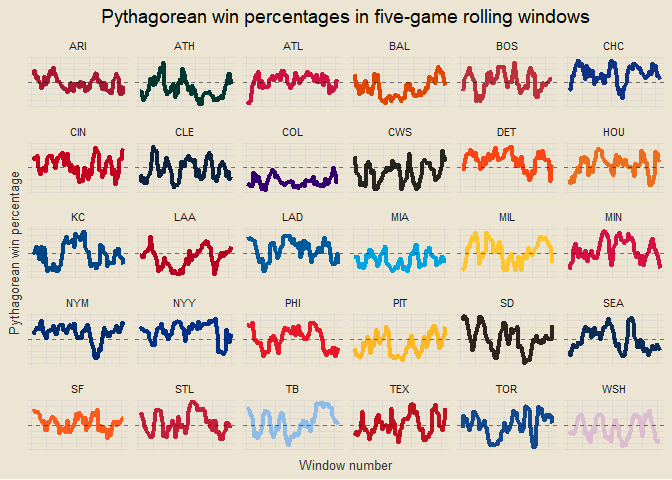 Pythagorean win percentages in five-game rolling windows
ARI ATH ATL BAL BOS CHC
CIN CLE COL CWS DET HOU
KC LAA LAD MIA MIL MIN
NYM NYY PHI PIT SD SEA
SF STL TB TEX TOR WSH
Pythagorean win percentage
Window number